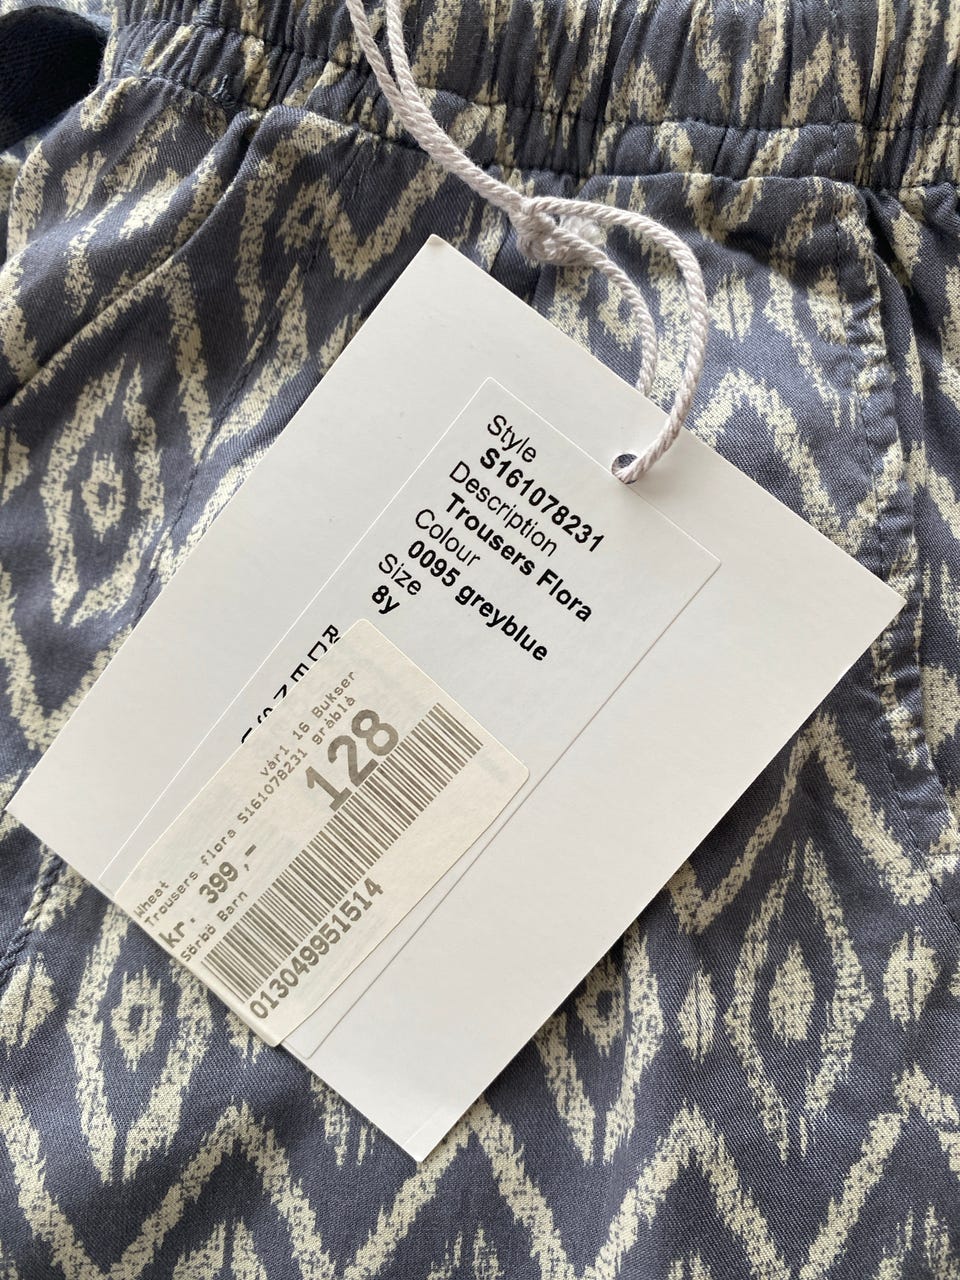 Style
S161078231
Description
Trousers Flora
Colour
0095 greyblue
Size
8y
vår1 16 Bukser
Wheat
Trousers flora S161078231 gråblå
128
kr. 399,-
Sörbö Barn
013049951514